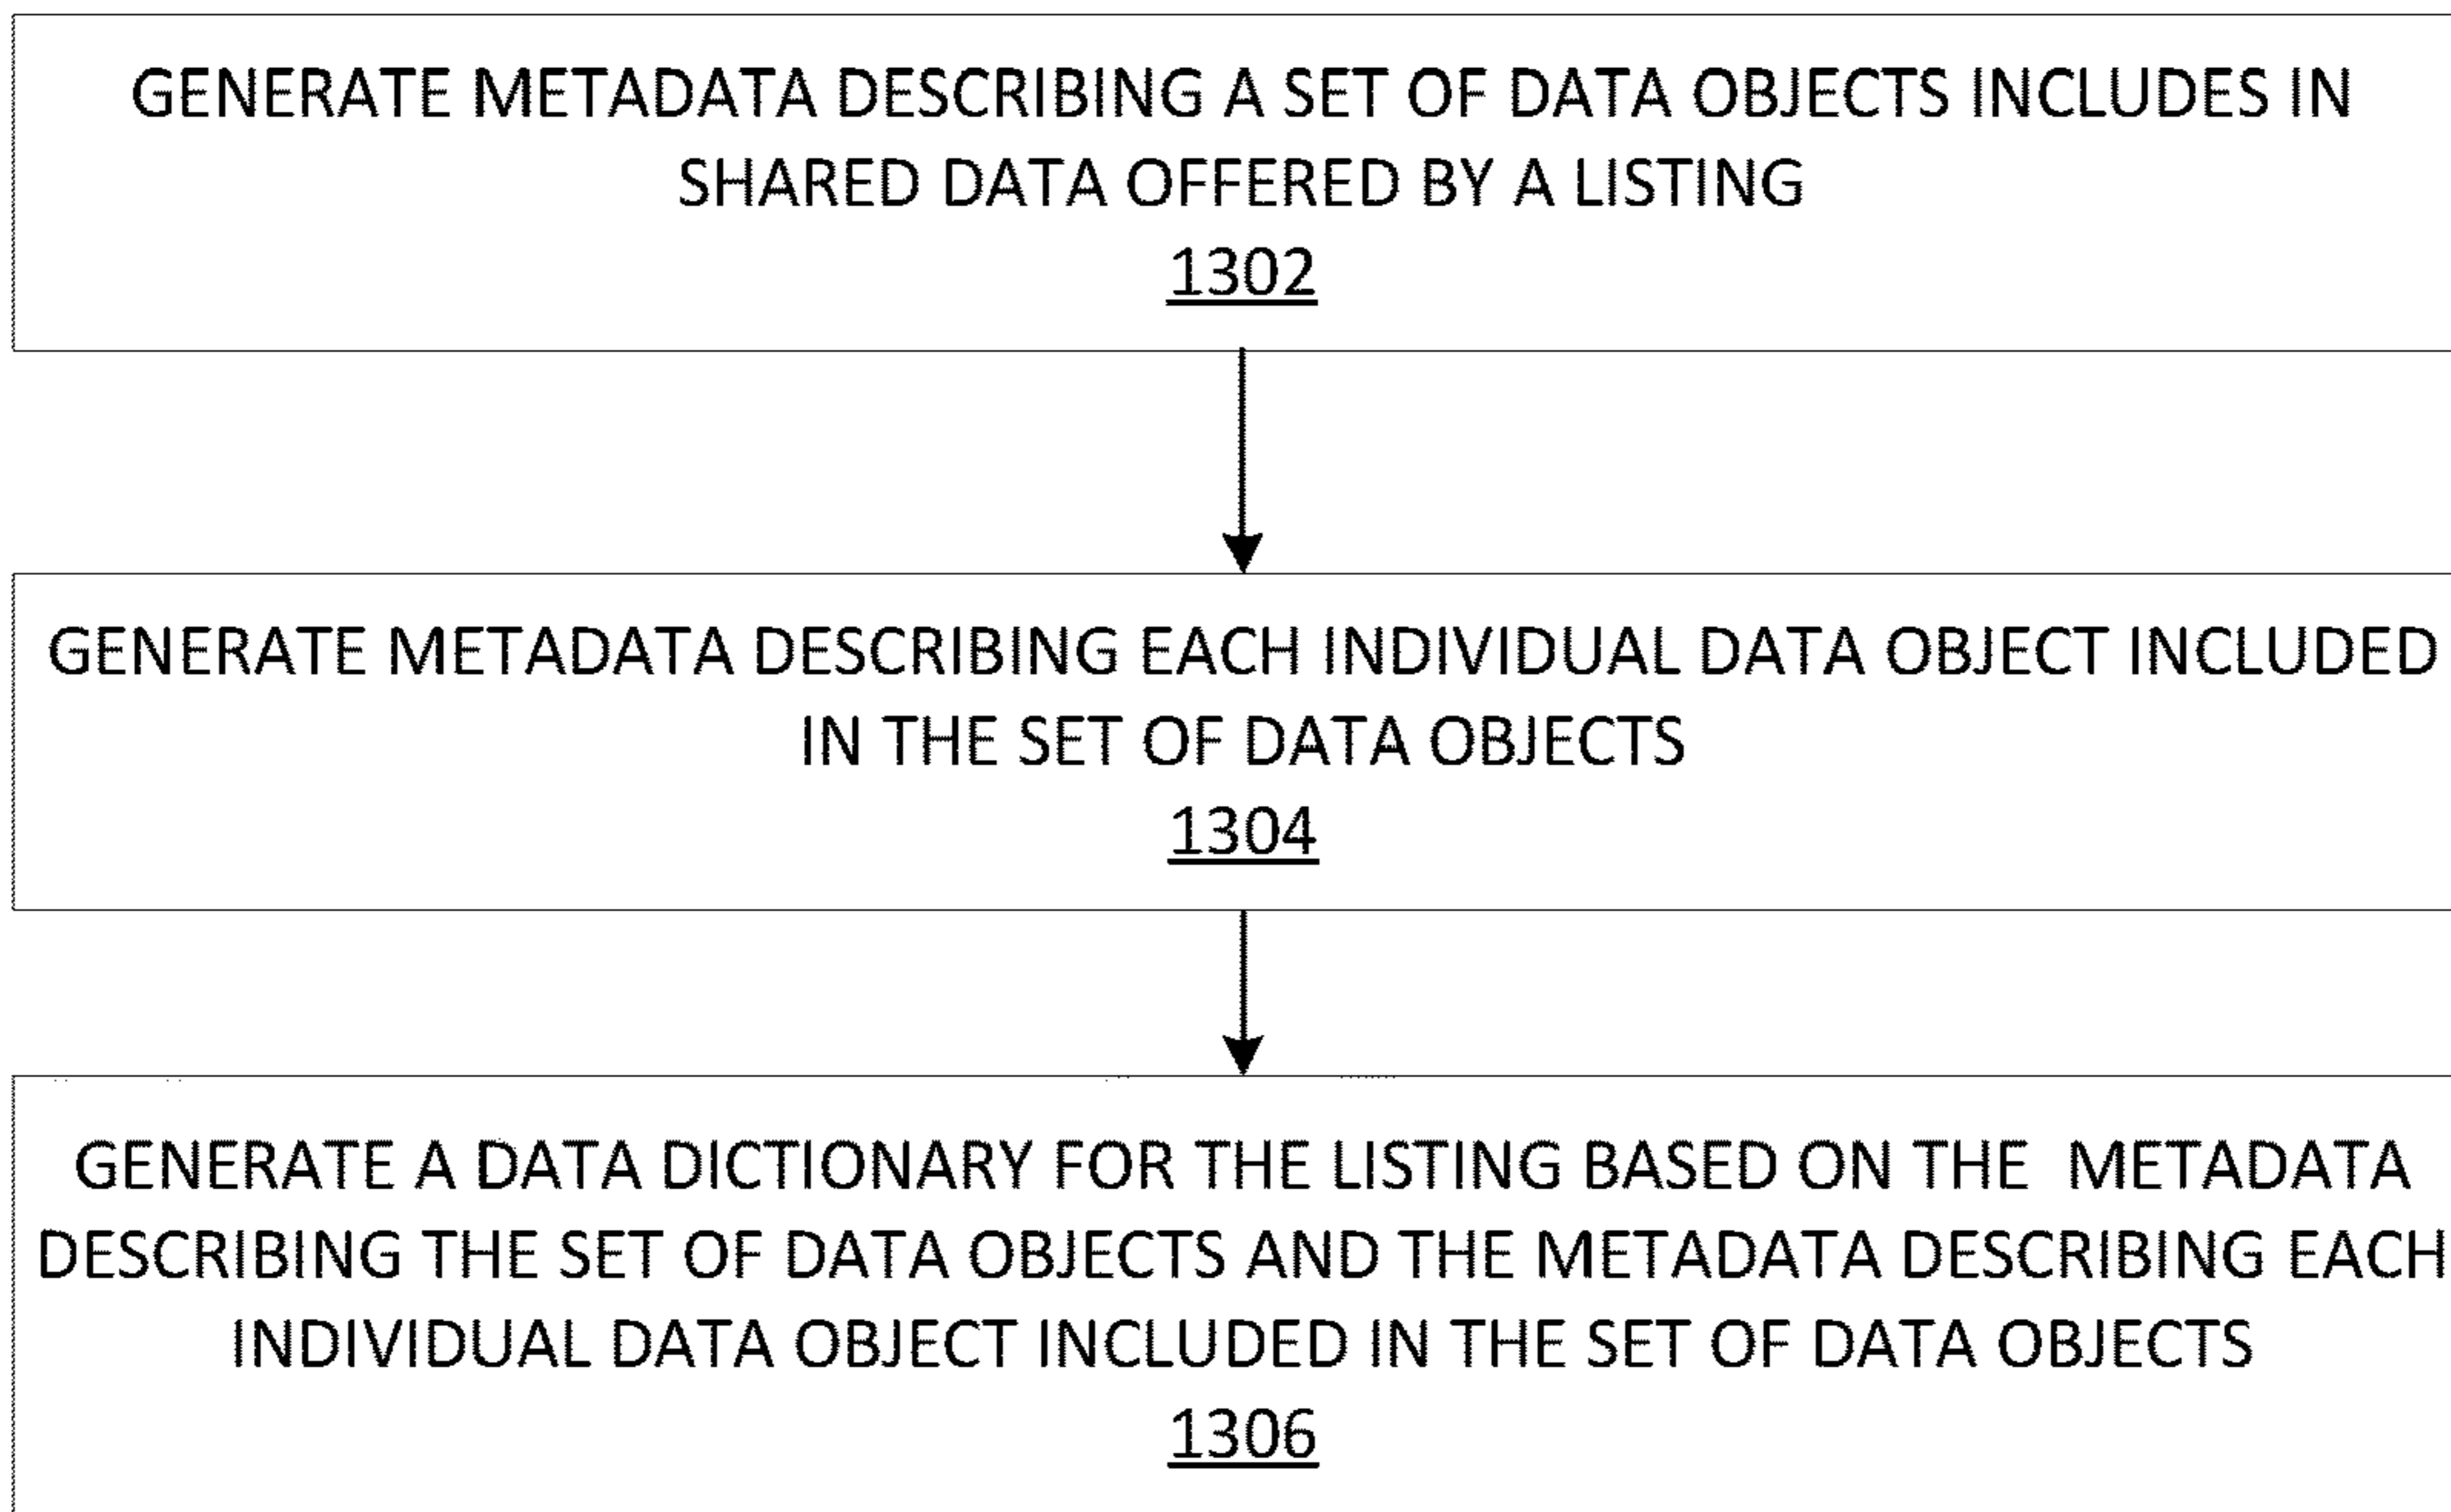 GENERATE METADATA DESCRIBING A SET OF DATA OBJECTS INCLUDES IN
SHARED DATA OFFERED BY A LISTING
1302
GENERATE METADATA DESCRIBING EACH INDIVIDUAL DATA OBJECT INCLUDED
IN THE SET OF DATA OBJECTS
1304
GENERATE A DATA DICTIONARY FOR THE LISTING BASED ON THE METADATA
DESCRIBING THE SET OF DATA OBJECTS AND THE METADATA DESCRIBING EACH
INDIVIDUAL DATA OBJECT INCLUDED IN THE SET OF DATA OBJECTS
1306